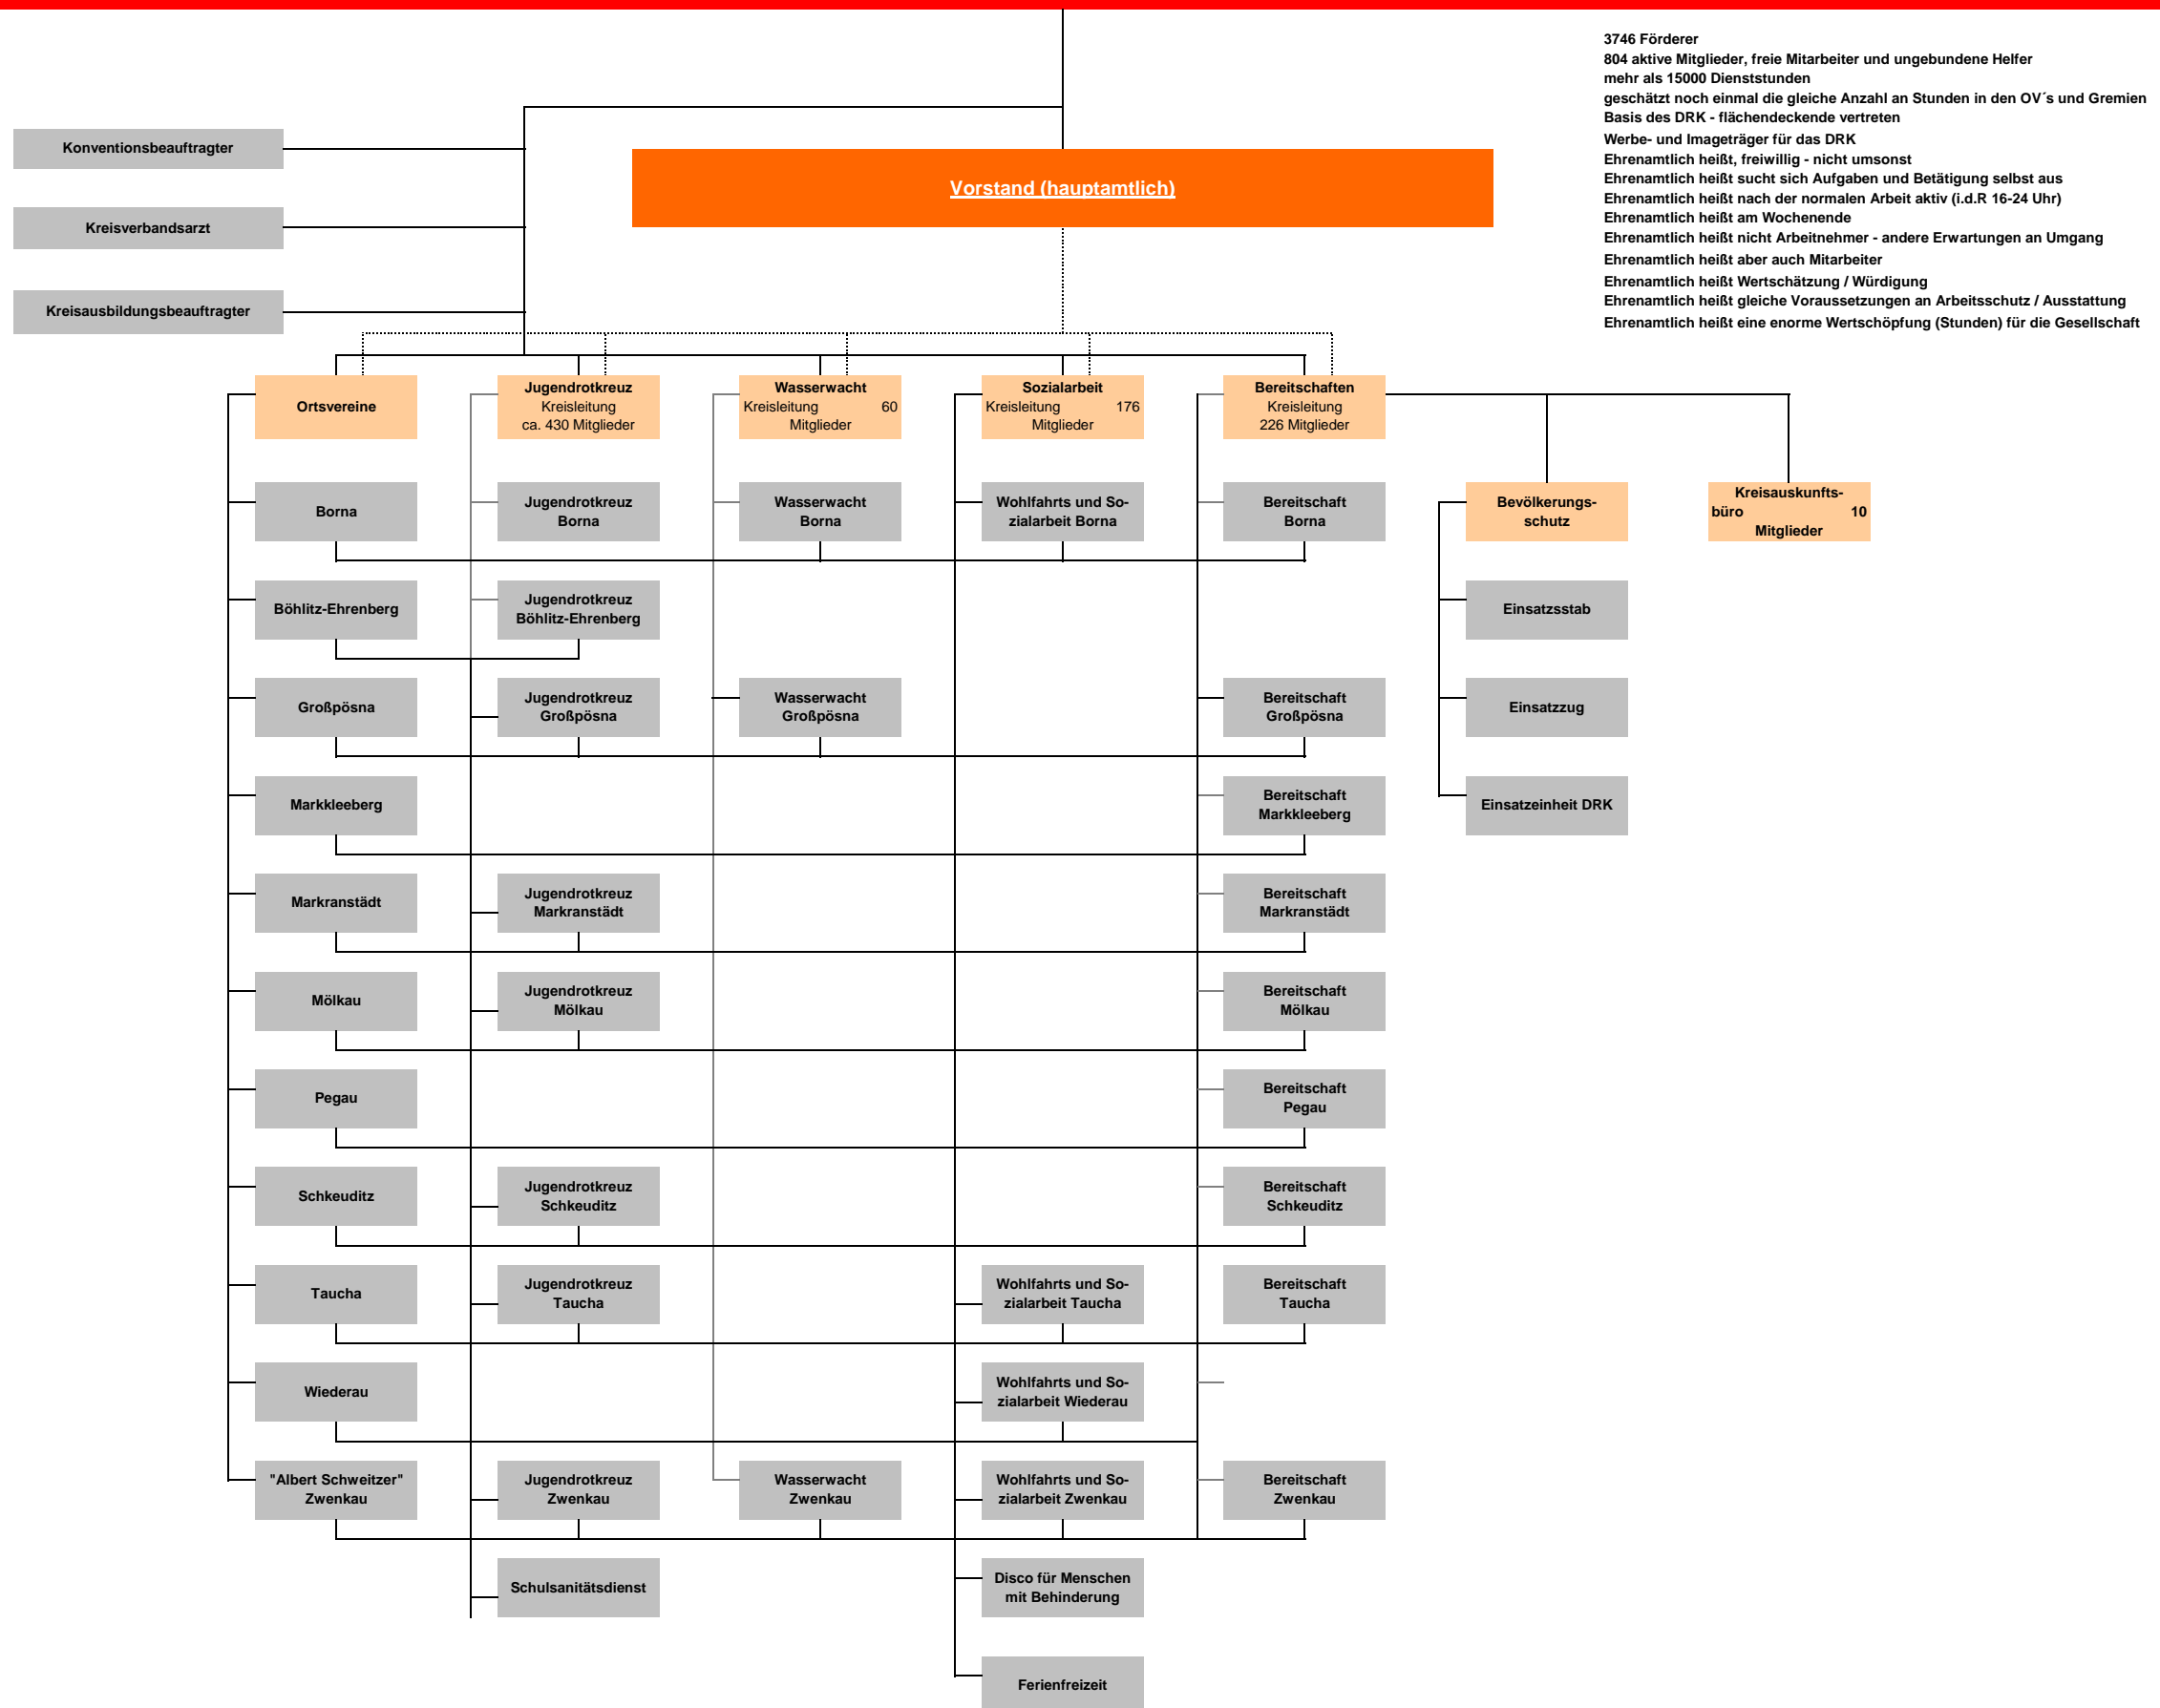 3746 Förderer
804 aktive Mitglieder, freie Mitarbeiter und ungebundene Helfer
mehr als 15000 Dienststunden
geschätzt noch einmal die gleiche Anzahl an Stunden in den OV´s und Gremien
Basis des DRK - flächendeckende vertreten
Werbe- und Imageträger für das DRK
Ehrenamtlich heißt, freiwillig - nicht umsonst
Ehrenamtlich heißt sucht sich Aufgaben und Betätigung selbst aus
Ehrenamtlich heißt nach der normalen Arbeit aktiv (i.d.R 16-24 Uhr)
Ehrenamtlich heißt am Wochenende
Ehrenamtlich heißt nicht Arbeitnehmer - andere Erwartungen an Umgang
Ehrenamtlich heißt aber auch Mitarbeiter
Ehrenamtlich heißt Wertschätzung / Würdigung
Ehrenamtlich heißt gleiche Voraussetzungen an Arbeitsschutz / Ausstattung
Ehrenamtlich heißt eine enorme Wertschöpfung (Stunden) für die Gesellschaft
Konventionsbeauftragter
Kreisverbandsarzt
Kreisausbildungsbeauftragter
Vorstand (hauptamtlich)
Ortsvereine
Jugendrotkreuz
Kreisleitung
ca. 430 Mitglieder
Wasserwacht
Kreisleitung 60
Mitglieder
Sozialarbeit
Kreisleitung 176
Mitglieder
Bereitschaften
Kreisleitung
226 Mitglieder
Borna
Jugendrotkreuz
Borna
Wasserwacht
Borna
Wohlfahrts und So-
zialarbeit Borna
Bereitschaft
Borna
Bevölkerungs-
schutz
Kreisauskunfts-
büro 10
Mitglieder
Böhlitz-Ehrenberg
Jugendrotkreuz
Böhlitz-Ehrenberg
Einsatzsstab
Großpösna
Jugendrotkreuz
Großpösna
Wasserwacht
Großpösna
Bereitschaft
Großpösna
Einsatzzug
Markkleeberg
Bereitschaft
Markkleeberg
Einsatzeinheit DRK
Markranstädt
Jugendrotkreuz
Markranstädt
Bereitschaft
Markranstädt
Mölkau
Jugendrotkreuz
Mölkau
Bereitschaft
Mölkau
Pegau
Bereitschaft
Pegau
Schkeuditz
Jugendrotkreuz
Schkeuditz
Bereitschaft
Schkeuditz
Taucha
Jugendrotkreuz
Taucha
Wohlfahrts und So-
zialarbeit Taucha
Bereitschaft
Taucha
Wiederau
Wohlfahrts und So-
zialarbeit Wiederau
"Albert Schweitzer"
Zwenkau
Jugendrotkreuz
Zwenkau
Wasserwacht
Zwenkau
Wohlfahrts und So-
zialarbeit Zwenkau
Bereitschaft
Zwenkau
Schulsanitätsdienst
Disco für Menschen
mit Behinderung
Ferienfreizeit